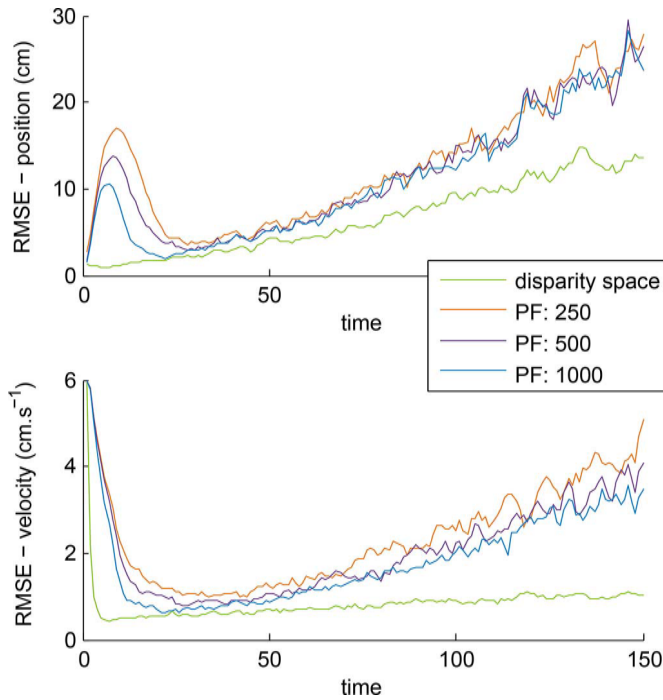 30
20
10
0
RMSE – position (cm)
0
50
time
disparity space
PF: 250
PF: 500
PF: 1000
6
4
2
0
RMSE – velocity (cm.s⁻¹)
0
50
100
150
time